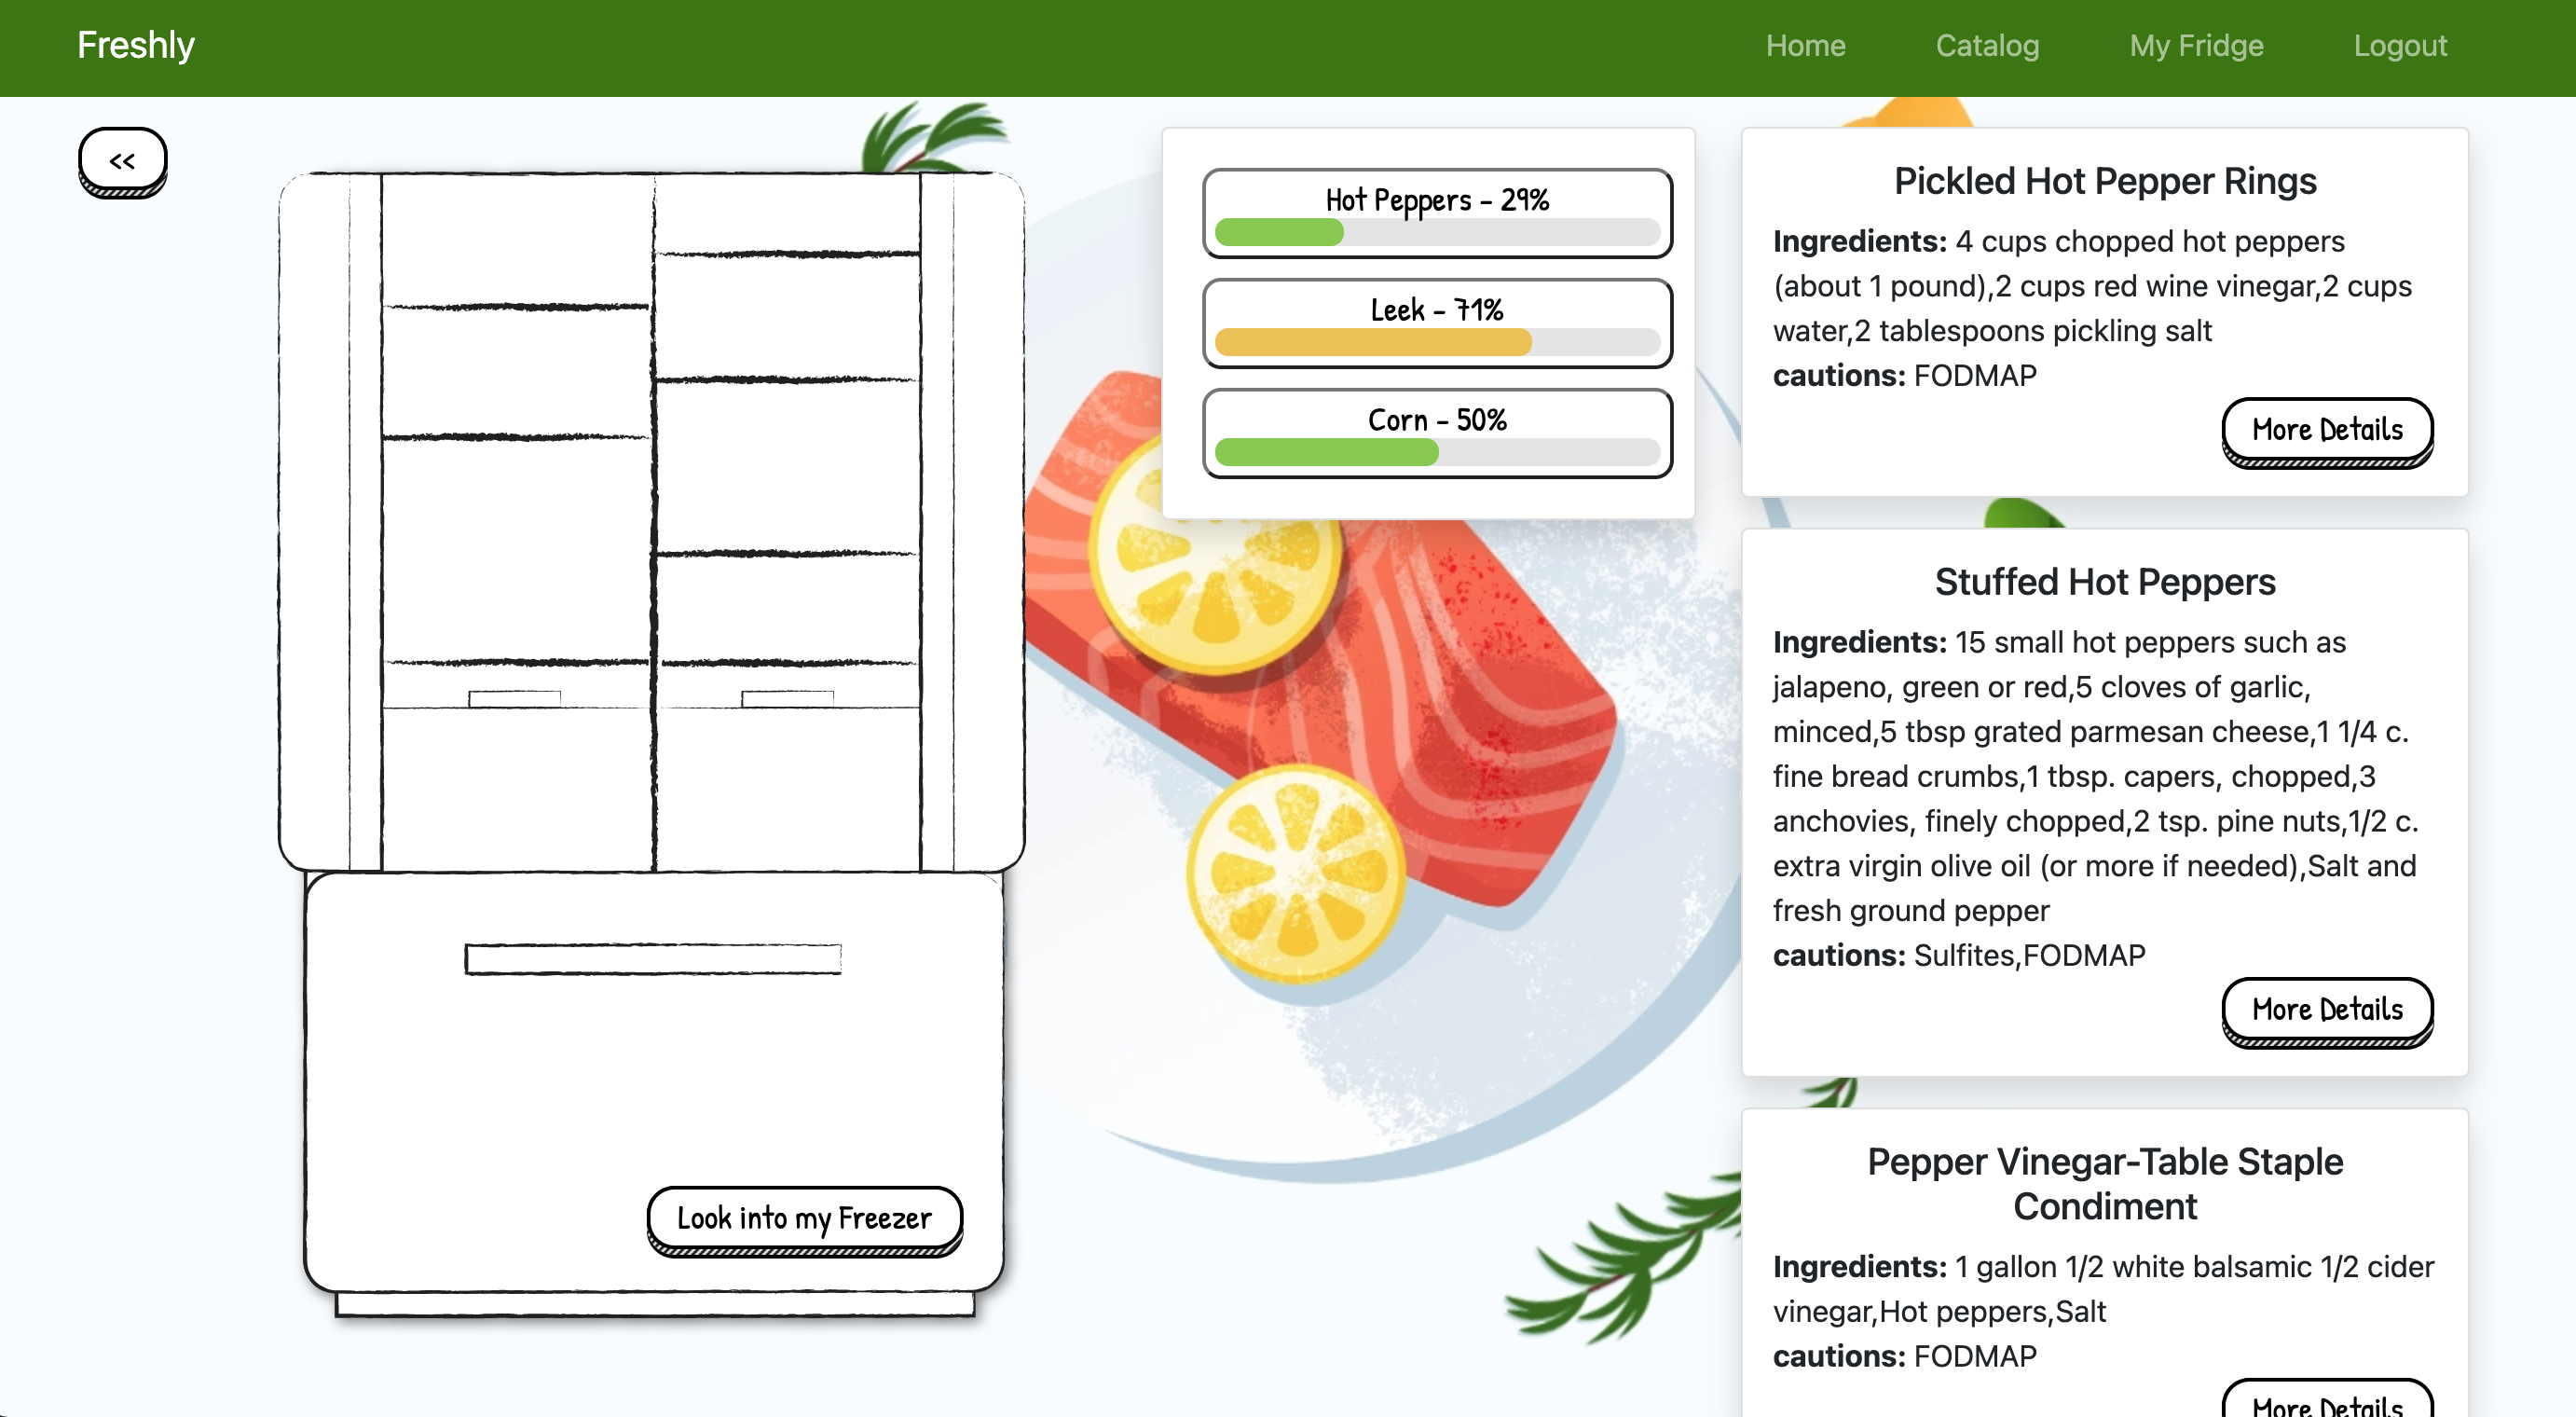 Freshly
Home
Catalog
My Fridge
Logout
<<
Look into my Freezer
Hot Peppers - 29%
Leek - 71%
Corn - 50%
Pickled Hot Pepper Rings
Ingredients: 4 cups chopped hot peppers
(about 1 pound),2 cups red wine vinegar,2 cups
water,2 tablespoons pickling salt
cautions: FODMAP
More Details
Stuffed Hot Peppers
Ingredients: 15 small hot peppers such as
jalapeno, green or red,5 cloves of garlic,
minced,5 tbsp grated parmesan cheese,1 1/4 c.
fine bread crumbs,1 tbsp. capers, chopped,3
anchovies, finely chopped,2 tsp. pine nuts,1/2 c.
extra virgin olive oil (or more if needed),Salt and
fresh ground pepper
cautions: Sulfites,FODMAP
More Details
Pepper Vinegar-Table Staple
Condiment
Ingredients: 1 gallon 1/2 white balsamic 1/2 cider
vinegar,Hot peppers,Salt
cautions: FODMAP
More Details